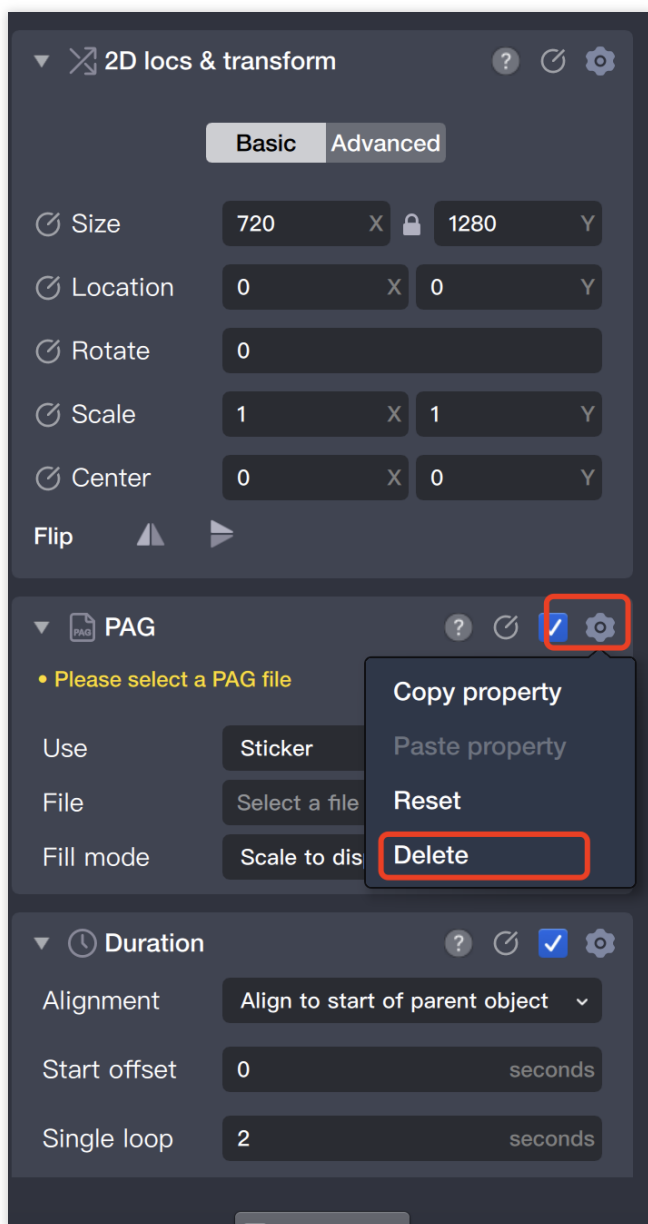 2D locs & transform ?
Basic Advanced
Size 720 X 1280 Y
Location 0 X 0 Y
Rotate 0
Scale 1 X 1 Y
Center 0 X 0 Y
Flip
PAG PAG ?
• Please select a PAG file
Copy property
Use Sticker
Paste property
File Select a file
Reset
Fill mode Scale to dis
Delete
Duration ?
Alignment Align to start of parent object
Start offset 0 seconds
Single loop 2 seconds